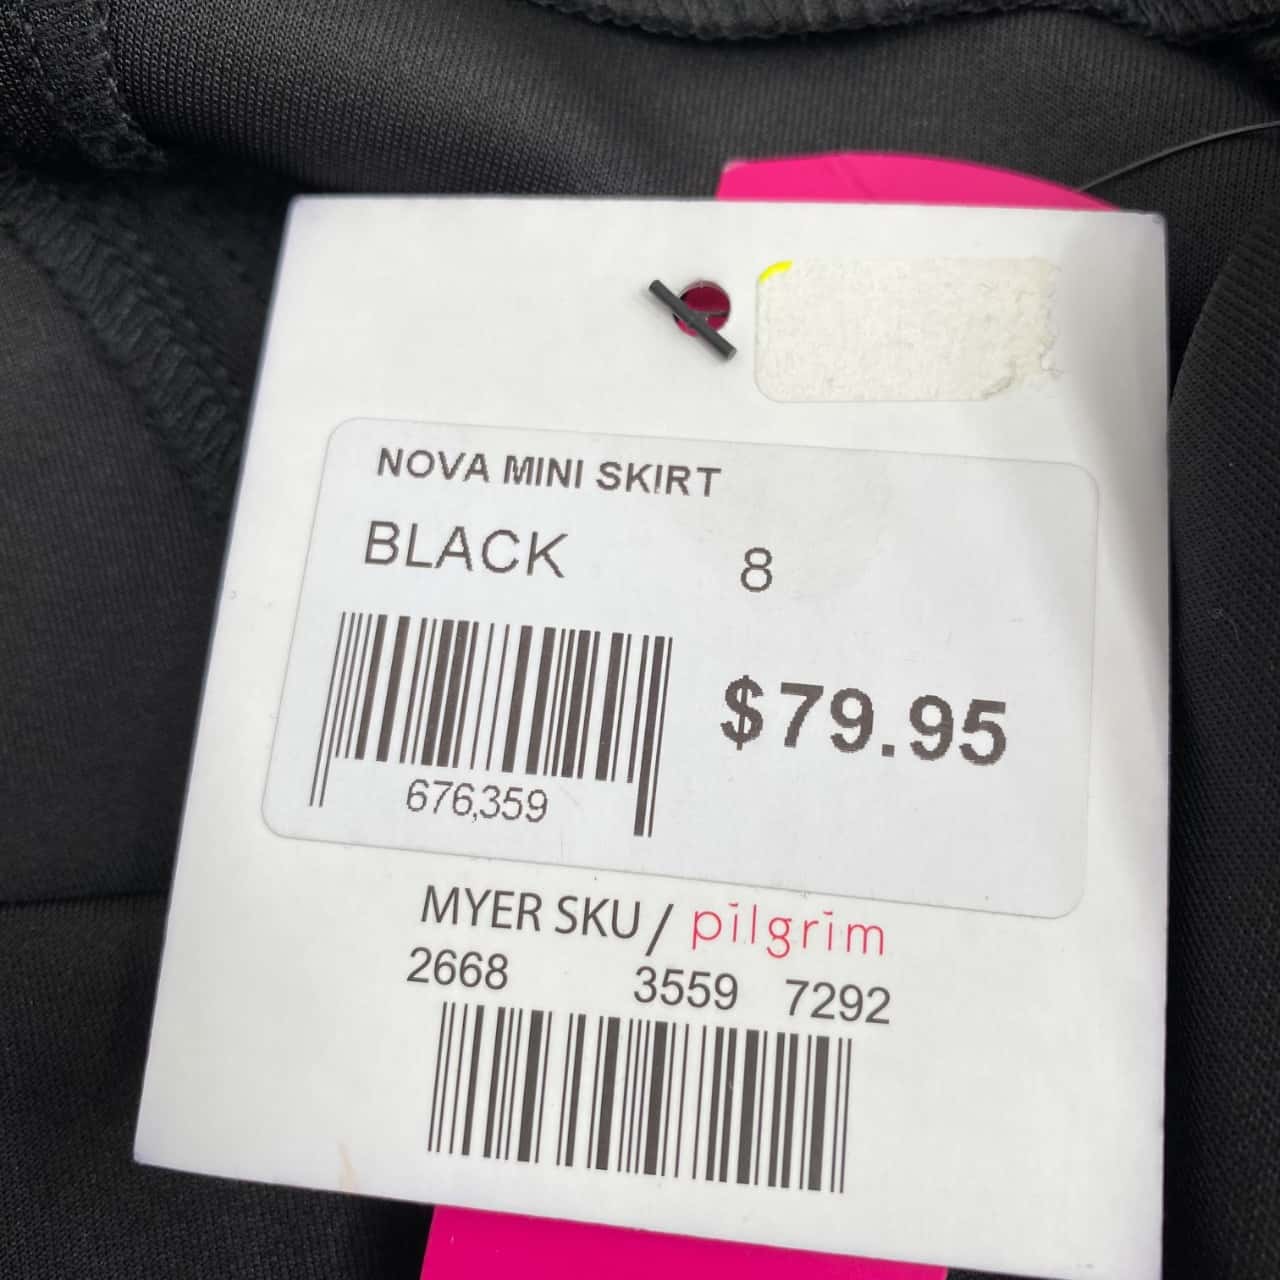 NOVA MINI SKIRT
BLACK 8
$79.95
676,359
MYER SKU/ pilgrim
2668 3559 7292